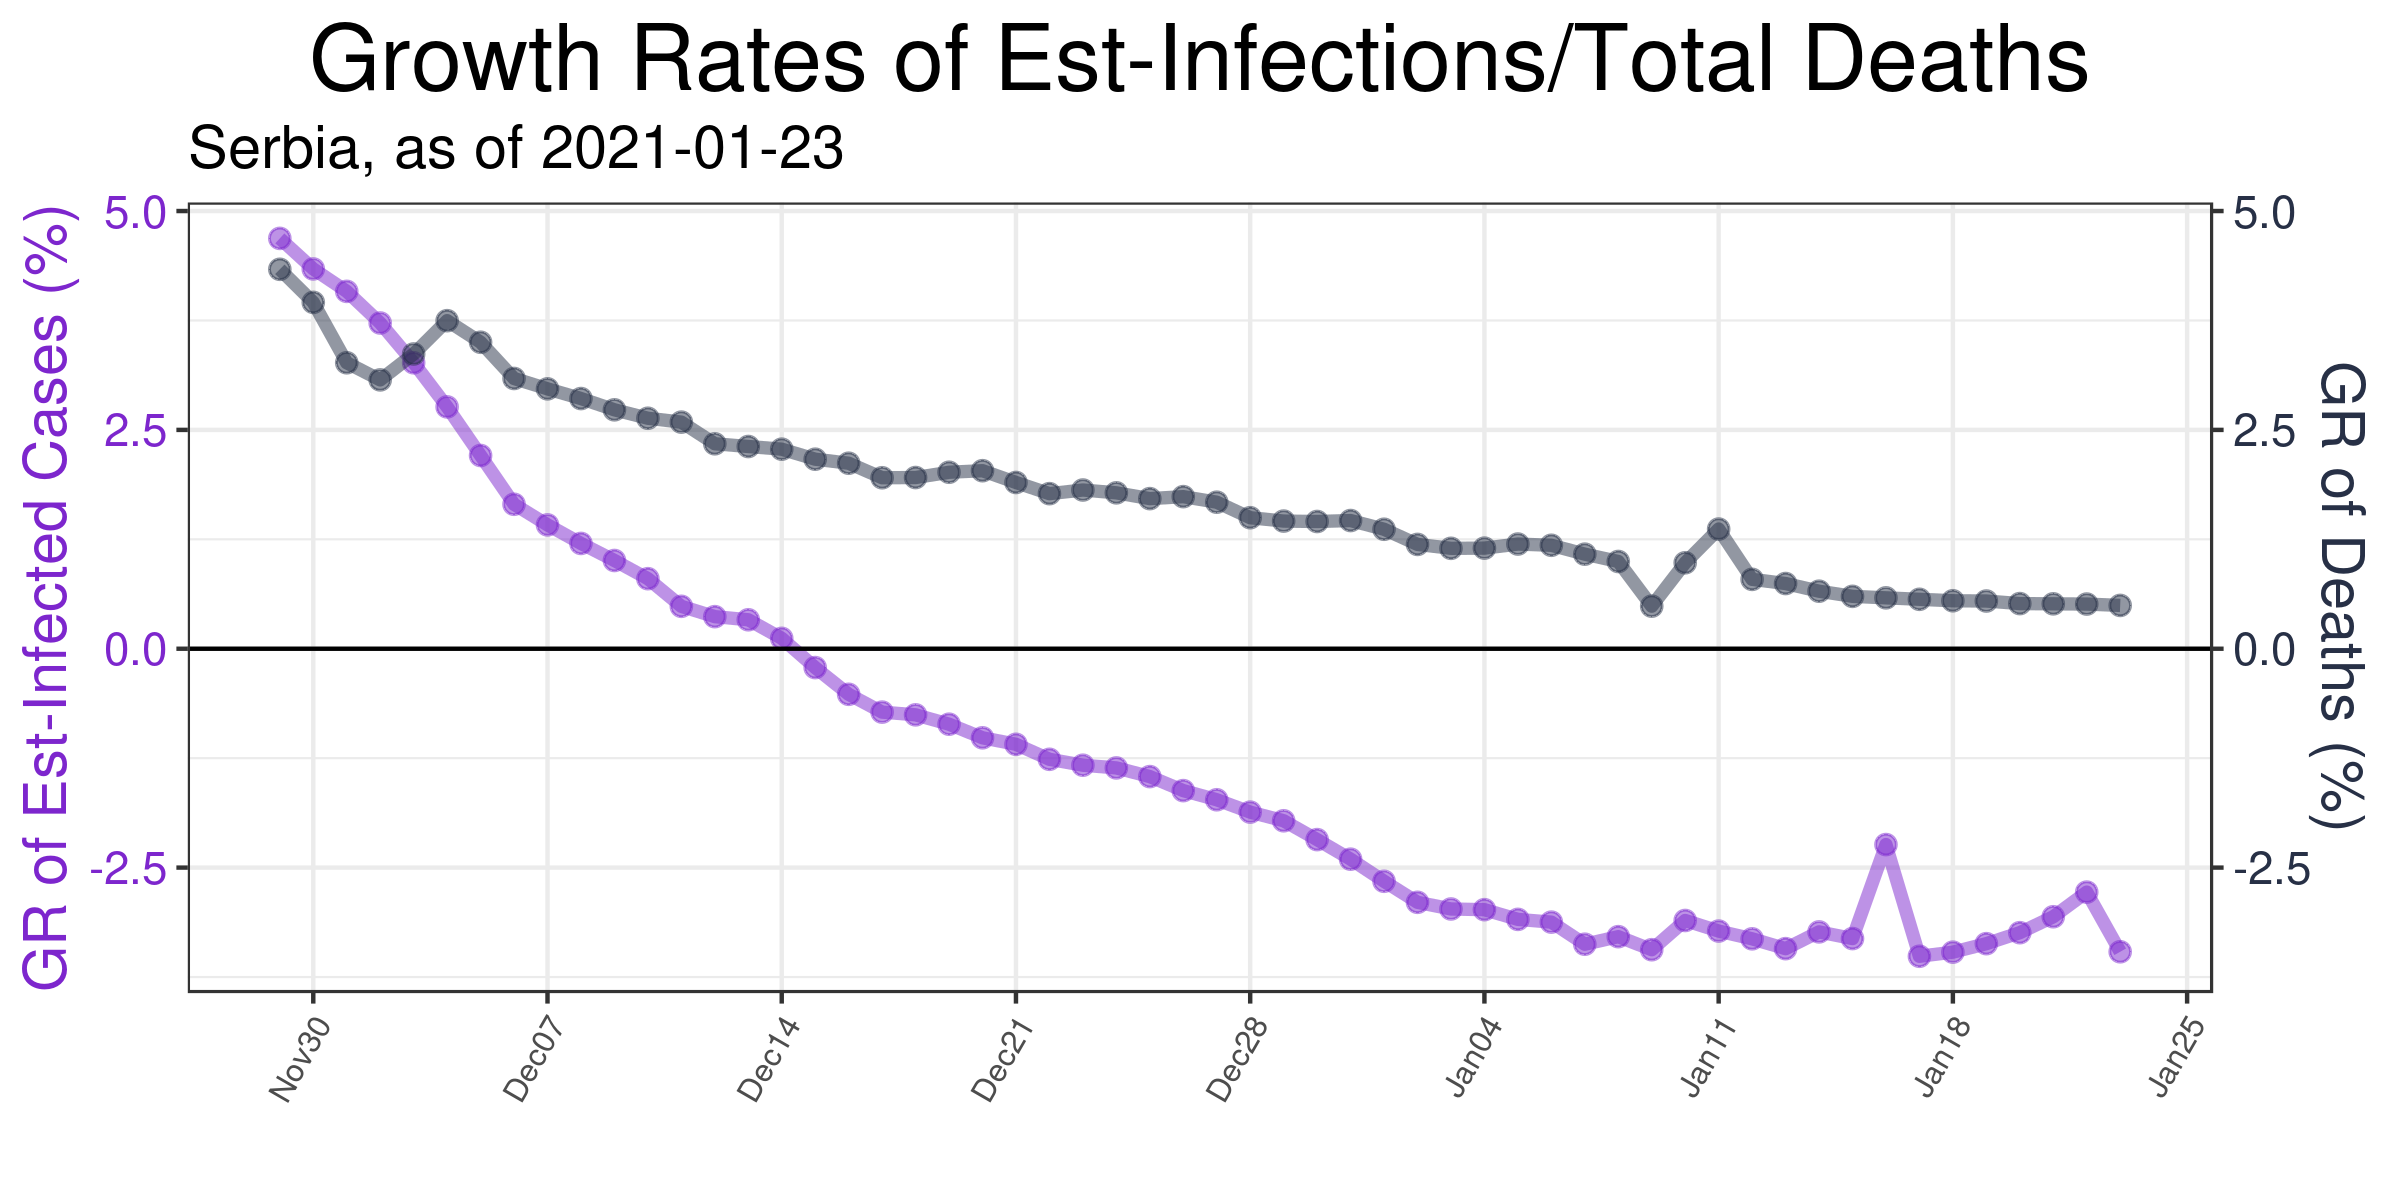 Growth Rates of Est-Infections/Total Deaths
Serbia, as of 2021-01-23
GR of Est-Infected Cases (%)
5.0
2.5
0.0
-2.5
5.0
2.5
0.0
-2.5
GR of Deaths (%)
Nov30
Dec07
Dec14
Dec21
Dec28
Jan04
Jan11
Jan18
Jan25